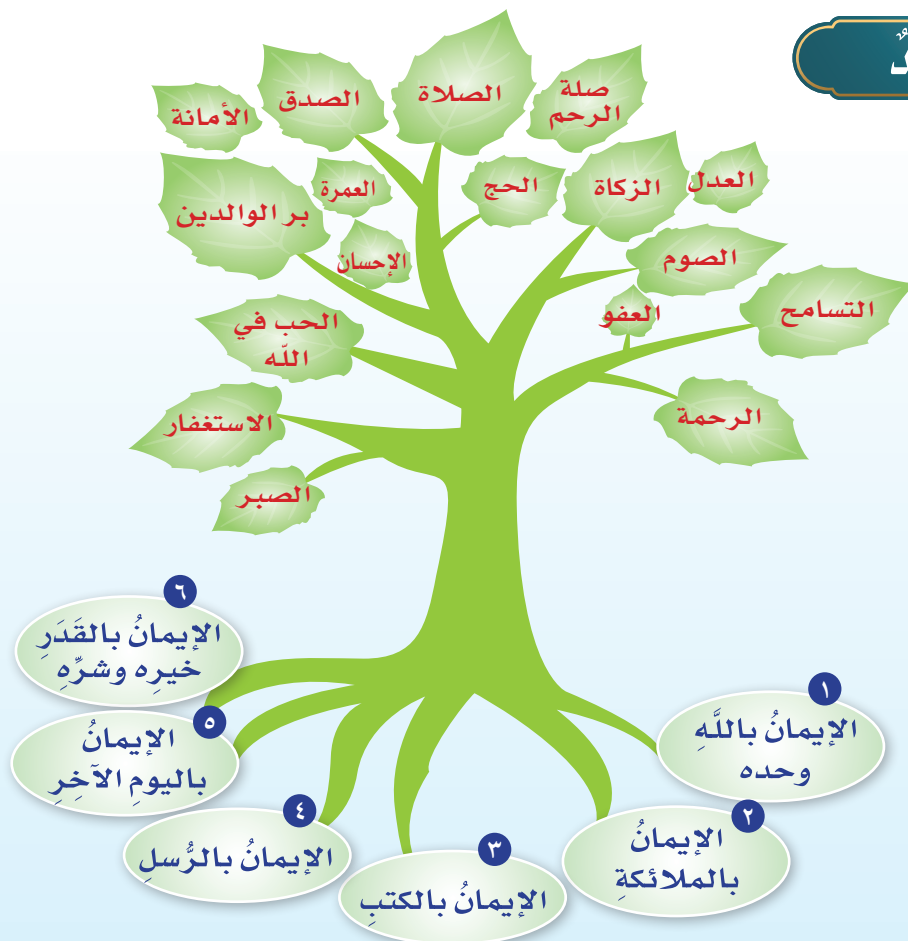 صلة
الرحم
الصلاة
الصدق
الأمانة
العدل
الزكاة
الحج
العمرة
بر الوالدين
الصوم
الإحسان
التسامح
العفو
الحب في
اللّه
الرحمة
الاستغفار
الصبر
١
الإيمانُ باللَّهِ
وحده
٢
الإيمانُ
بالملائكةِ
٣
الإيمانُ بالكتبِ
٤
الإيمانُ بالرُّسلِ
٥
الإيمانُ
باليومِ الآخِرِ
٦
الإيمانُ بالقَدَرِ
خيرِه وشرِّهِ